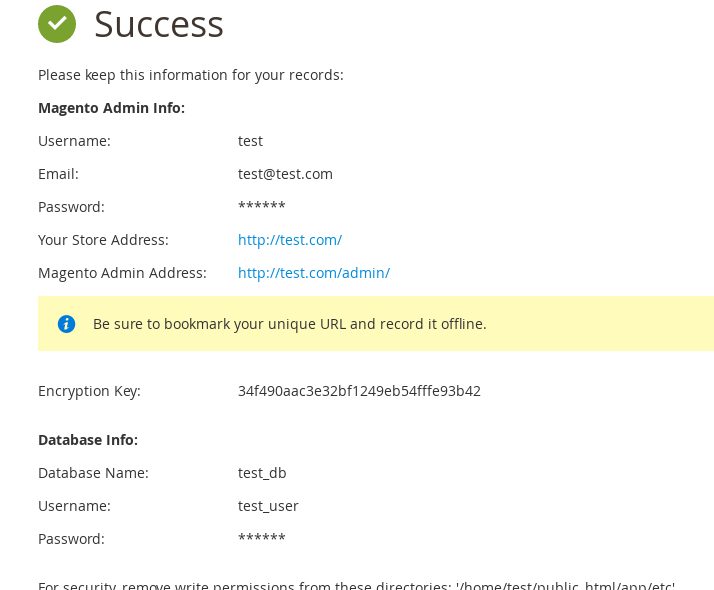 Success
Please keep this information for your records:
Magento Admin Info:
Username: test
Email: test@test.com
Password: ******
Your Store Address: http://test.com/
Magento Admin Address: http://test.com/admin/
Be sure to bookmark your unique URL and record it offline.
Encryption Key: 34f490aac3e32bf1249eb54fffe93b42
Database Info:
Database Name: test_db
Username: test_user
Password: ******
For security, remove write permissions from these directories: '/home/test/public_html/app/etc'